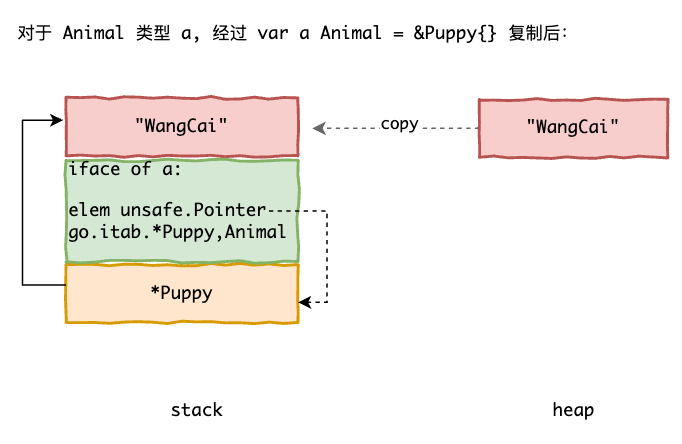 对于 Animal 类型 a, 经过 var a Animal = &Puppy{} 复制后：
"WangCai"
copy
"WangCai"
iface of a:
elem unsafe.Pointer
go.itab.*Puppy,Animal
*Puppy
stack
heap